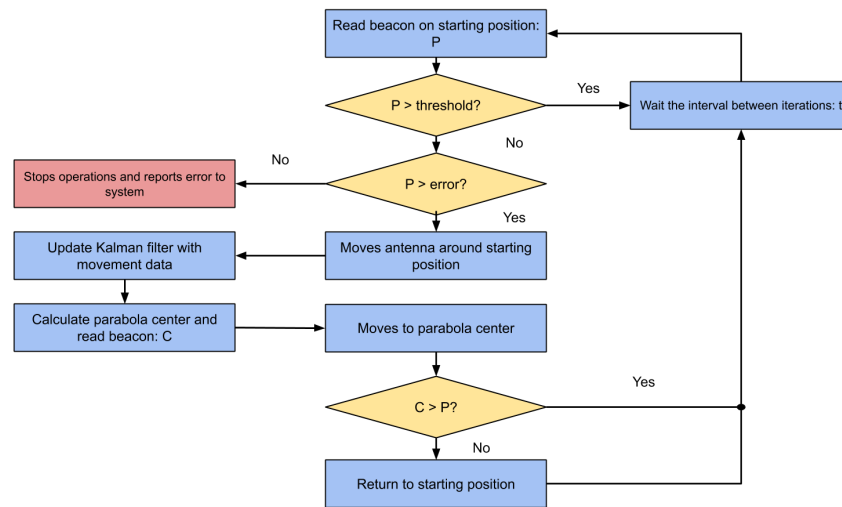 Read beacon on starting position:
P
P > threshold?
Yes
Wait the interval between iterations: t
No
No
Stops operations and reports error to
system
P > error?
Yes
Update Kalman filter with
movement data
Moves antenna around starting
position
Calculate parabola center and
read beacon: C
Moves to parabola center
C > P?
Yes
No
Return to starting position